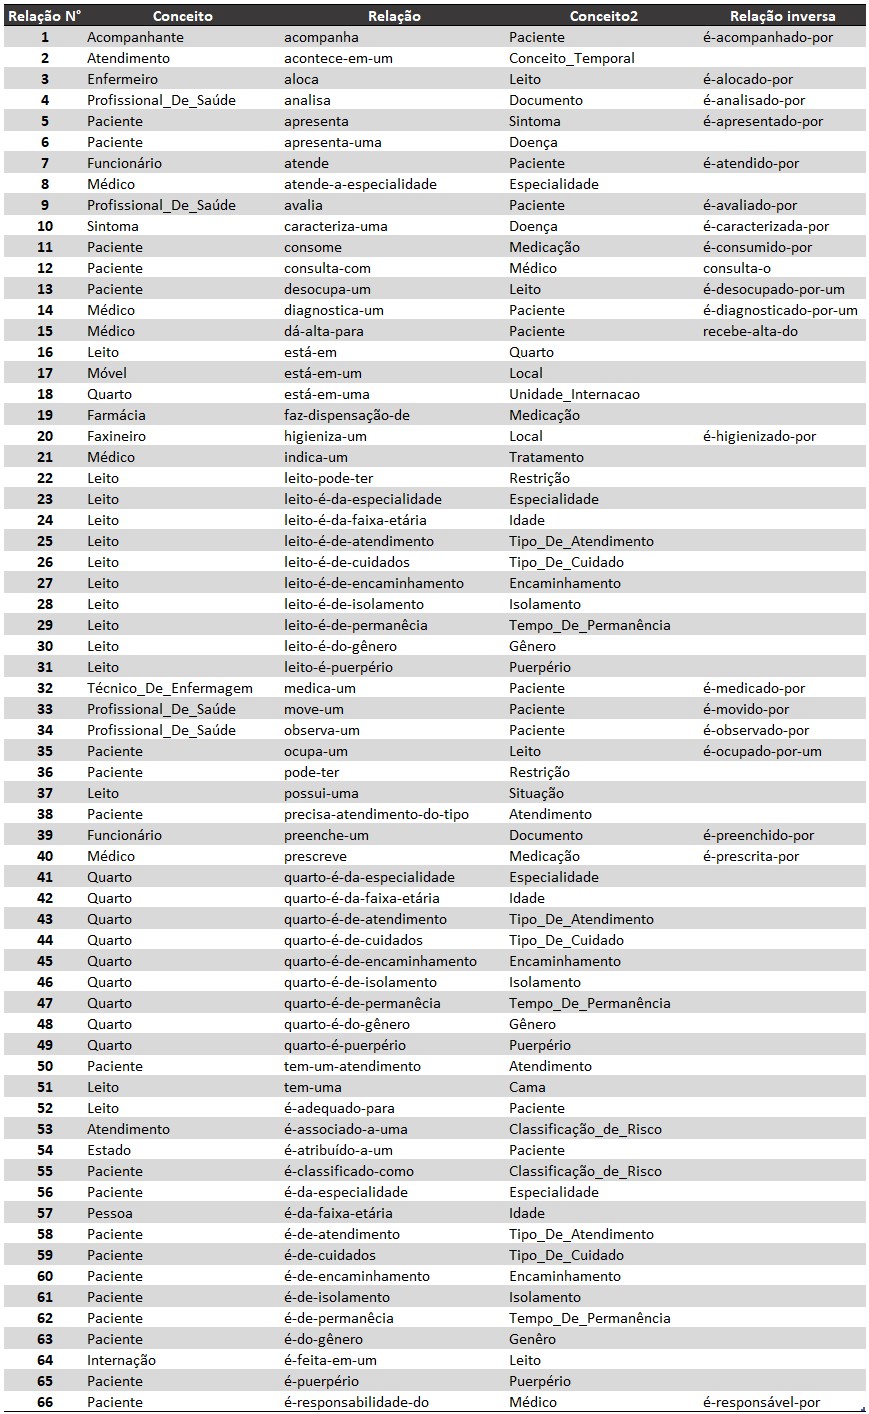 Relação N° Conceito Relação Conceito2 Relação inversa
1 Acompanhante acompanha Paciente é-acompanhado-por
2 Atendimento acontece-em-um Conceito_Temporal
3 Enfermeiro aloca Leito é-alocado-por
4 Profissional_De_Saúde analisa Documento é-analisado-por
5 Paciente apresenta Sintoma é-apresentado-por
6 Paciente apresenta-uma Doença
7 Funcionário atende Paciente é-atendido-por
8 Médico atende-a-especialidade Especialidade
9 Profissional_De_Saúde avalia Paciente é-avaliado-por
10 Sintoma caracteriza-uma Doença é-caracterizada-por
11 Paciente consome Medicação é-consumido-por
12 Paciente consulta-com Médico consulta-o
13 Paciente desocupa-um Leito é-desocupado-por-um
14 Médico diagnostica-um Paciente é-diagnosticado-por-um
15 Médico dá-alta-para Paciente recebe-alta-do
16 Leito está-em Quarto
17 Móvel está-em-um Local
18 Quarto está-em-uma Unidade_Internacao
19 Farmácia faz-dispensação-de Medicação
20 Faxineiro higieniza-um Local é-higienizado-por
21 Médico indica-um Tratamento
22 Leito leito-pode-ter Restrição
23 Leito leito-é-da-especialidade Especialidade
24 Leito leito-é-da-faixa-etária Idade
25 Leito leito-é-de-atendimento Tipo_De_Atendimento
26 Leito leito-é-de-cuidados Tipo_De_Cuidado
27 Leito leito-é-de-encaminhamento Encaminhamento
28 Leito leito-é-de-isolamento Isolamento
29 Leito leito-é-de-permanêcia Tempo_De_Permanência
30 Leito leito-é-do-gênero Gênero
31 Leito leito-é-puerpério Puerpério
32 Técnico_De_Enfermagem medica-um Paciente é-medicado-por
33 Profissional_De_Saúde move-um Paciente é-movido-por
34 Profissional_De_Saúde observa-um Paciente é-observado-por
35 Paciente ocupa-um Leito é-ocupado-por-um
36 Paciente pode-ter Restrição
37 Leito possui-uma Situação
38 Paciente precisa-atendimento-do-tipo Atendimento
39 Funcionário preenche-um Documento é-preenchido-por
40 Médico prescreve Medicação é-prescrita-por
41 Quarto quarto-é-da-especialidade Especialidade
42 Quarto quarto-é-da-faixa-etária Idade
43 Quarto quarto-é-de-atendimento Tipo_De_Atendimento
44 Quarto quarto-é-de-cuidados Tipo_De_Cuidado
45 Quarto quarto-é-de-encaminhamento Encaminhamento
46 Quarto quarto-é-de-isolamento Isolamento
47 Quarto quarto-é-de-permanêcia Tempo_De_Permanência
48 Quarto quarto-é-do-gênero Gênero
49 Quarto quarto-é-puerpério Puerpério
50 Paciente tem-um-atendimento Atendimento
51 Leito tem-uma Cama
52 Leito é-adequado-para Paciente
53 Atendimento é-associado-a-uma Classificação_de_Risco
54 Estado é-atribuído-a-um Paciente
55 Paciente é-classificado-como Classificação_de_Risco
56 Paciente é-da-especialidade Especialidade
57 Pessoa é-da-faixa-etária Idade
58 Paciente é-de-atendimento Tipo_De_Atendimento
59 Paciente é-de-cuidados Tipo_De_Cuidado
60 Paciente é-de-encaminhamento Encaminhamento
61 Paciente é-de-isolamento Isolamento
62 Paciente é-de-permanêcia Tempo_De_Permanência
63 Paciente é-do-gênero Genêro
64 Internação é-feita-em-um Leito
65 Paciente é-puerpério Puerpério
66 Paciente é-responsabilidade-do Médico é-responsável-por